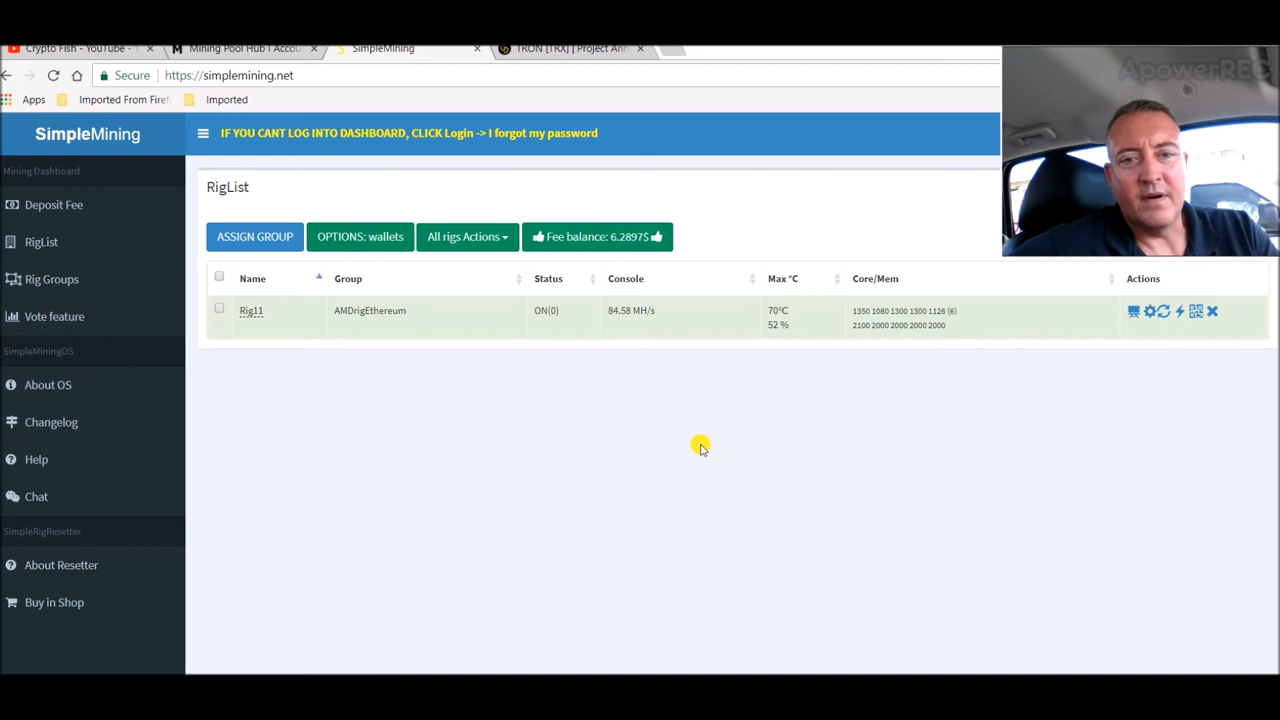 Crypto Fish - YouTube - Y
Mining Pool Hub | Accou
SimpleMining
TRON [TRX] | Project Ann
ApowerREC
Secure
https://simplemining.net
Apps
Imported From Firef
Imported
SimpleMining
IF YOU CANT LOG INTO DASHBOARD, CLICK Login -> I forgot my password
Mining Dashboard
Deposit Fee
RigList
Rig Groups
Vote feature
SimpleMiningOS
About OS
Changelog
Help
Chat
SimpleRigResetter
About Resetter
Buy in Shop
RigList
ASSIGN GROUP
OPTIONS: wallets
All rigs Actions
Fee balance: 6.2897$
Name
Group
Status
Console
Max °C
Core/Mem
Actions
Rig11
AMDrigEthereum
ON(0)
84.58 MH/s
70°C
52 %
1350 1080 1300 1300 1126 (6)
2100 2000 2000 2000 2000